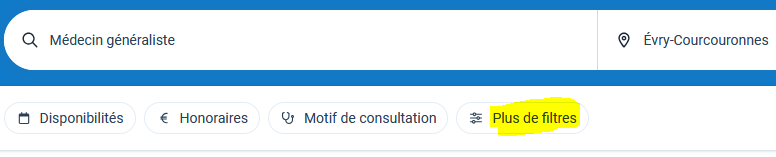 Médecin généraliste
Évry-Courcouronnes
Disponibilités
Honoraires
Motif de consultation
Plus de filtres